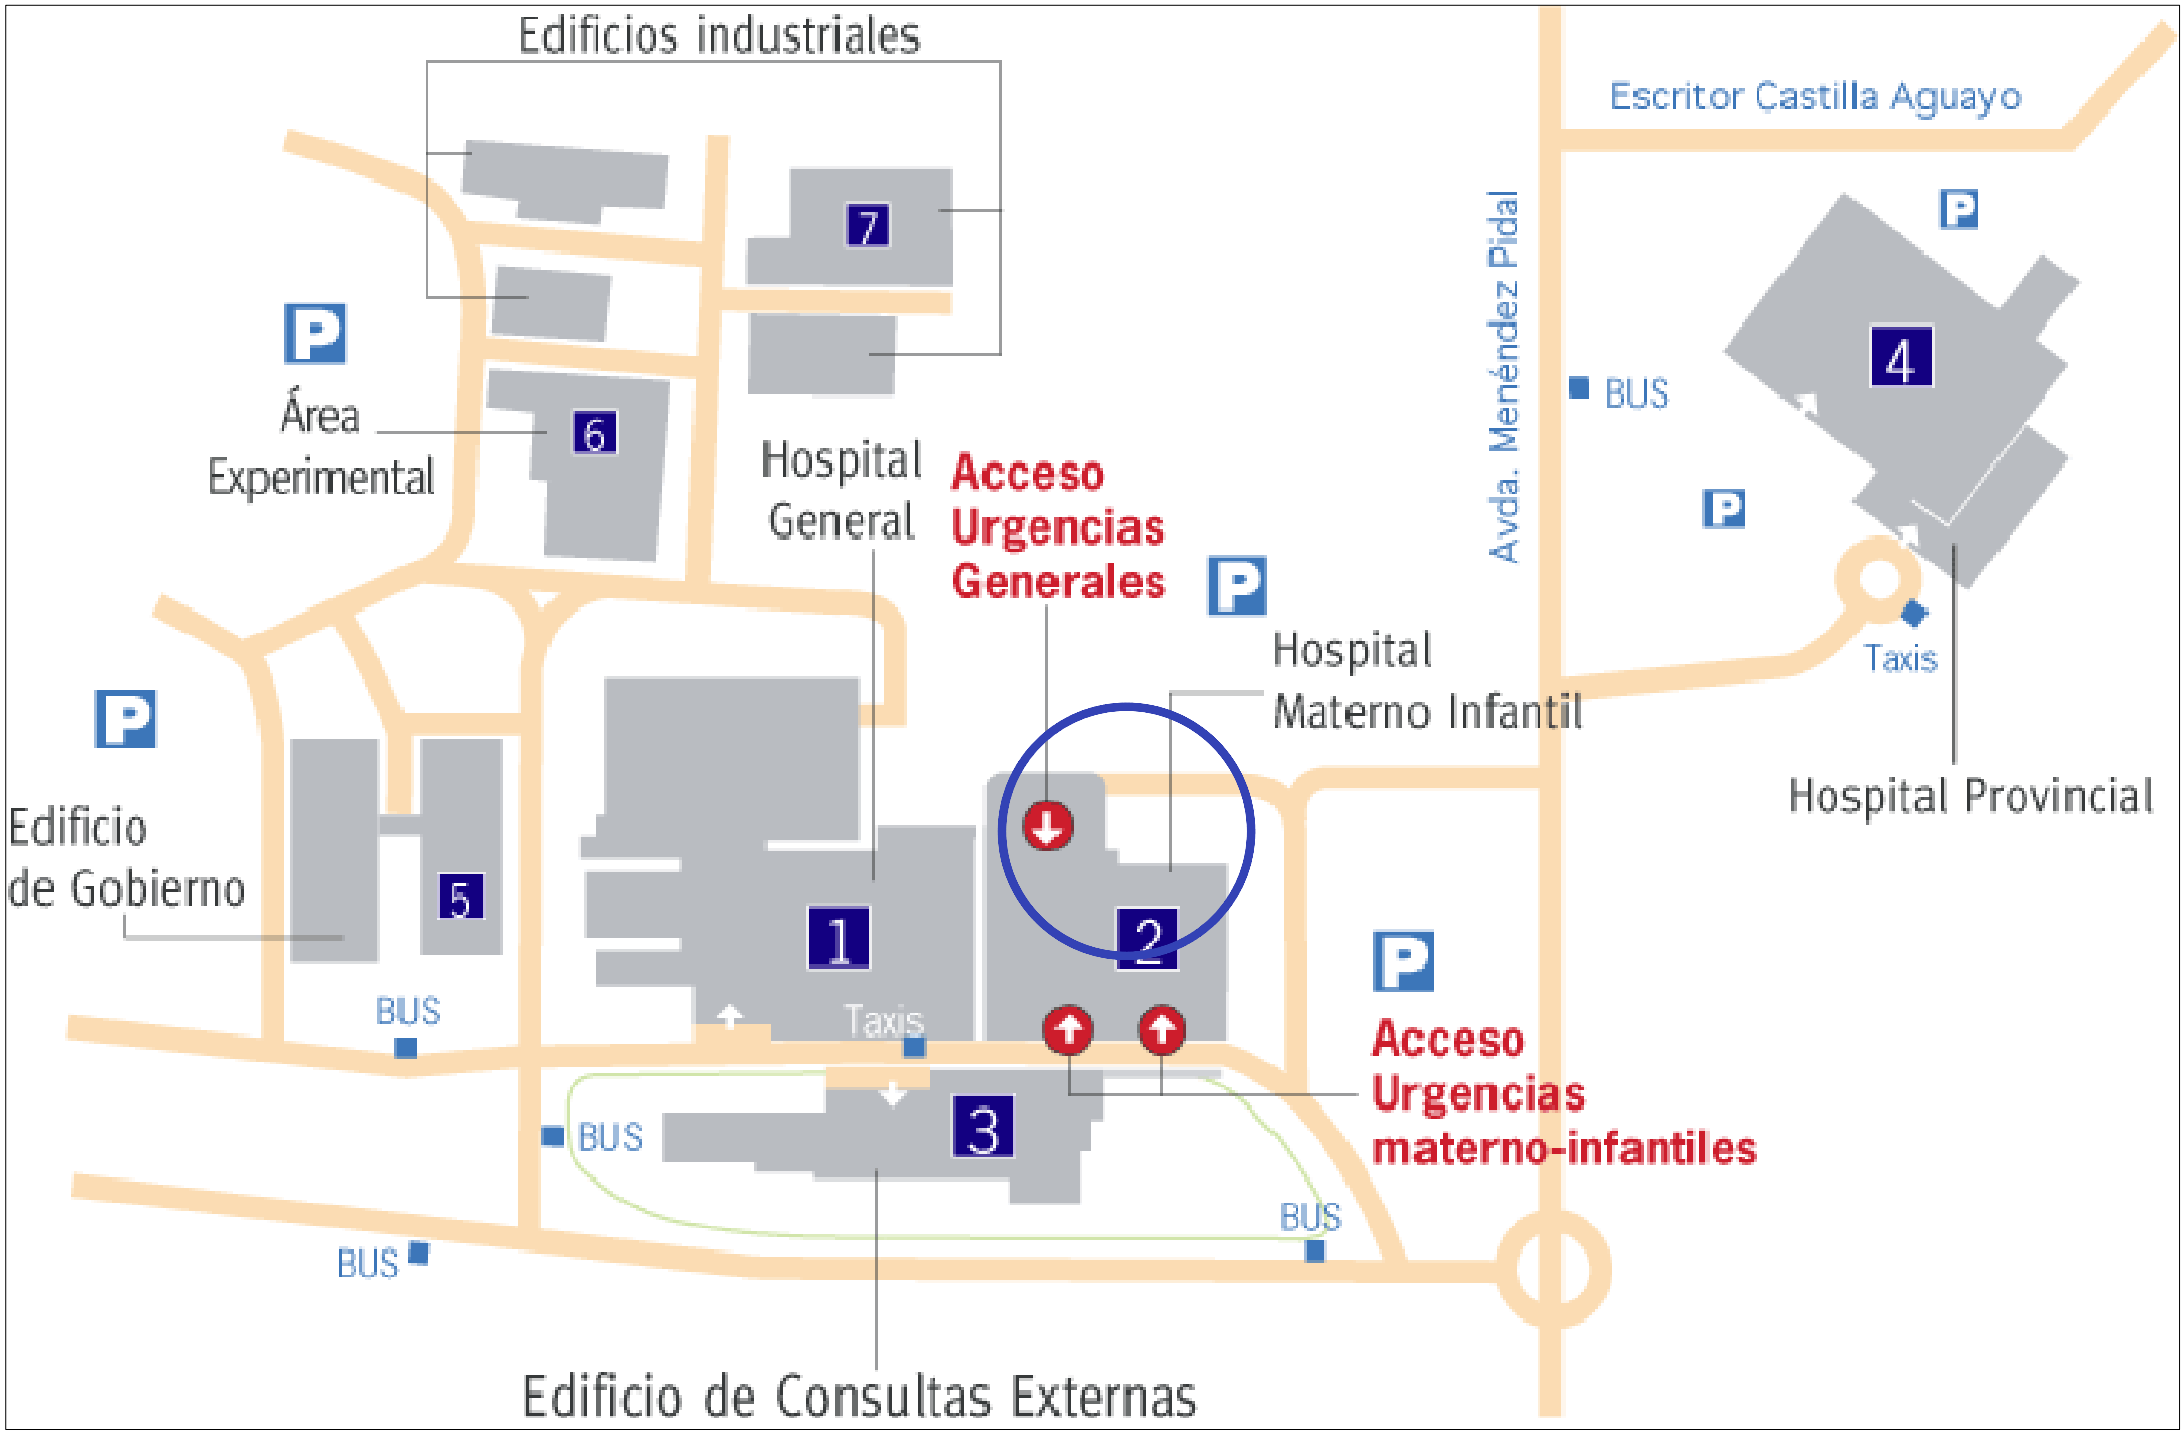 Edificios industriales
Escritor Castilla Aguayo
Avda. Menéndez Pidal
7
P
P
Área
Experimental
6
4
BUS
Hospital
General
Acceso
Urgencias
Generales
P
P
Hospital
Materno Infantil
Taxis
P
Hospital Provincial
Edificio
de Gobierno
5
1
2
P
BUS
Taxis
Acceso
Urgencias
materno-infantiles
3
BUS
BUS
BUS
Edificio de Consultas Externas